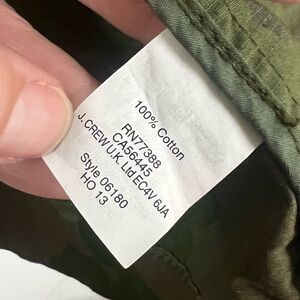 100% Cotton
RN77388
CA56445
J.CREW U.K. Ltd EC4V 6JA
Style 06180
HO 13